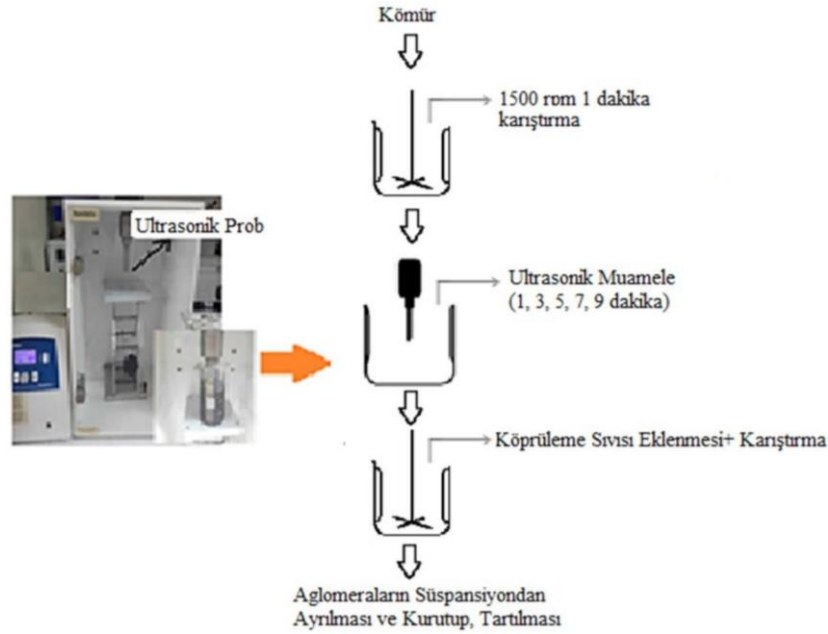 Kömür
1500 rpm 1 dakika
karıştırma
Ultrasonik Prob
Ultrasonik Muamele
(1, 3, 5, 7, 9 dakika)
Köprüleme Sıvısı Eklenmesi+ Karıştırma
Aglomeraların Süspansiyondan
Ayrılması ve Kurutup, Tartılması